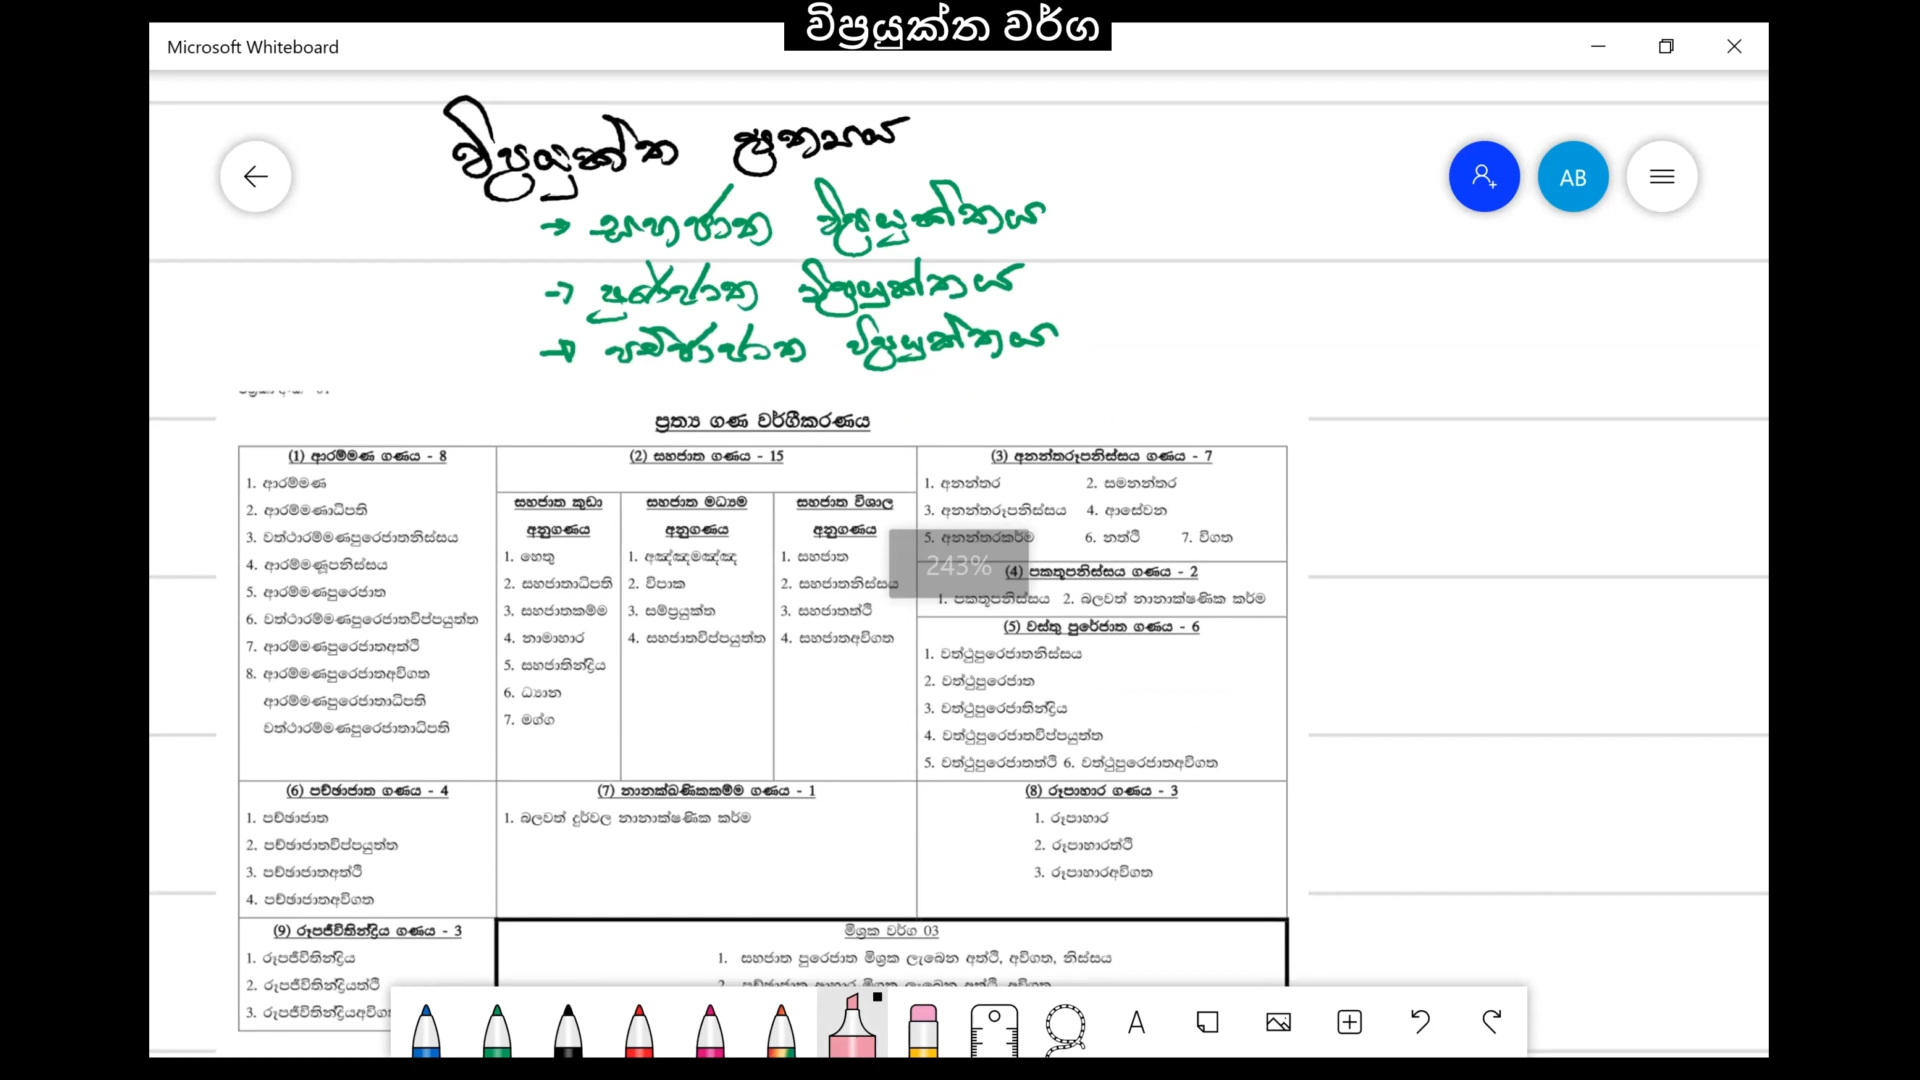 විප්‍රයුක්ත වර්ග
Microsoft Whiteboard
විප්‍රයුක්ත ප්‍රත්‍යය
→ සහජාත විප්‍රයුක්තය
→ පුරේජාත විප්‍රයුක්තය
→ පච්ඡාජාත විප්‍රයුක්තය
AB
ප්‍රත්‍ය ගණ වර්ගීකරණය
(1) ආරම්මණ ගණය - 8
1. ආරම්මණ
2. ආරම්මණාධිපති
3. වත්ථාරම්මණපුරෙජාතනිස්සය
4. ආරම්මණූපනිස්සය
5. ආරම්මණපුරෙජාත
6. වත්ථාරම්මණපුරෙජාතවිප්පයුත්ත
7. ආරම්මණපුරෙජාතඅත්ථි
8. ආරම්මණපුරෙජාතඅවිගත
ආරම්මණපුරෙජාතාධිපති
වත්ථාරම්මණපුරෙජාතාධිපති
(2) සහජාත ගණය - 15
සහජාත කුඩා
අනුගණය
1. හෙතු
2. සහජාතාධිපති
3. සහජාතකම්ම
4. නාමාහාර
5. සහජාතින්ද්‍රිය
6. ධ්‍යාන
7. මග්ග
සහජාත මධ්‍යම
අනුගණය
1. අඤ්ඤමඤ්ඤ
2. විපාක
3. සම්ප්‍රයුක්ත
4. සහජාතවිප්පයුත්ත
සහජාත විශාල
අනුගණය
1. සහජාත
2. සහජාතනිස්සය
3. සහජාතත්ථි
4. සහජාතඅවිගත
(3) අනන්තරූපනිස්සය ගණය - 7
1. අනන්තර 2. සමනන්තර
3. අනන්තරූපනිස්සය 4. ආසේවන
5. අනන්තරකර්ම 6. නත්ථි 7. විගත
243%
(4) පකතූපනිස්සය ගණය - 2
1. පකතූපනිස්සය 2. බලවත් නානාක්ෂණික කර්ම
(5) වස්තු පුරේජාත ගණය - 6
1. වත්ථුපුරෙජාතනිස්සය
2. වත්ථුපුරෙජාත
3. වත්ථුපුරෙජාතින්ද්‍රිය
4. වත්ථුපුරෙජාතවිප්පයුත්ත
5. වත්ථුපුරෙජාතත්ථි 6. වත්ථුපුරෙජාතඅවිගත
(6) පච්ඡාජාත ගණය - 4
1. පච්ඡාජාත
2. පච්ඡාජාතවිප්පයුත්ත
3. පච්ඡාජාතඅත්ථි
4. පච්ඡාජාතඅවිගත
(7) නානක්ඛණිකකම්ම ගණය - 1
1. බලවත් දුර්වල නානාක්ෂණික කර්ම
(8) රූපාහාර ගණය - 3
1. රූපාහාර
2. රූපාහාරත්ථි
3. රූපාහාරඅවිගත
(9) රූපජීවිතින්ද්‍රිය ගණය - 3
1. රූපජීවිතින්ද්‍රිය
2. රූපජීවිතින්ද්‍රියත්ථි
3. රූපජීවිතින්ද්‍රියඅවිග
මිශ්‍රක වර්ග 03
1. සහජාත පුරෙජාත මිශ්‍රක ලැබෙන අත්ථි, අවිගත, නිස්සය
2. පච්ඡාජාත ආහාර මිශ්‍රක ලැබෙන අත්ථි, අවිගත
A